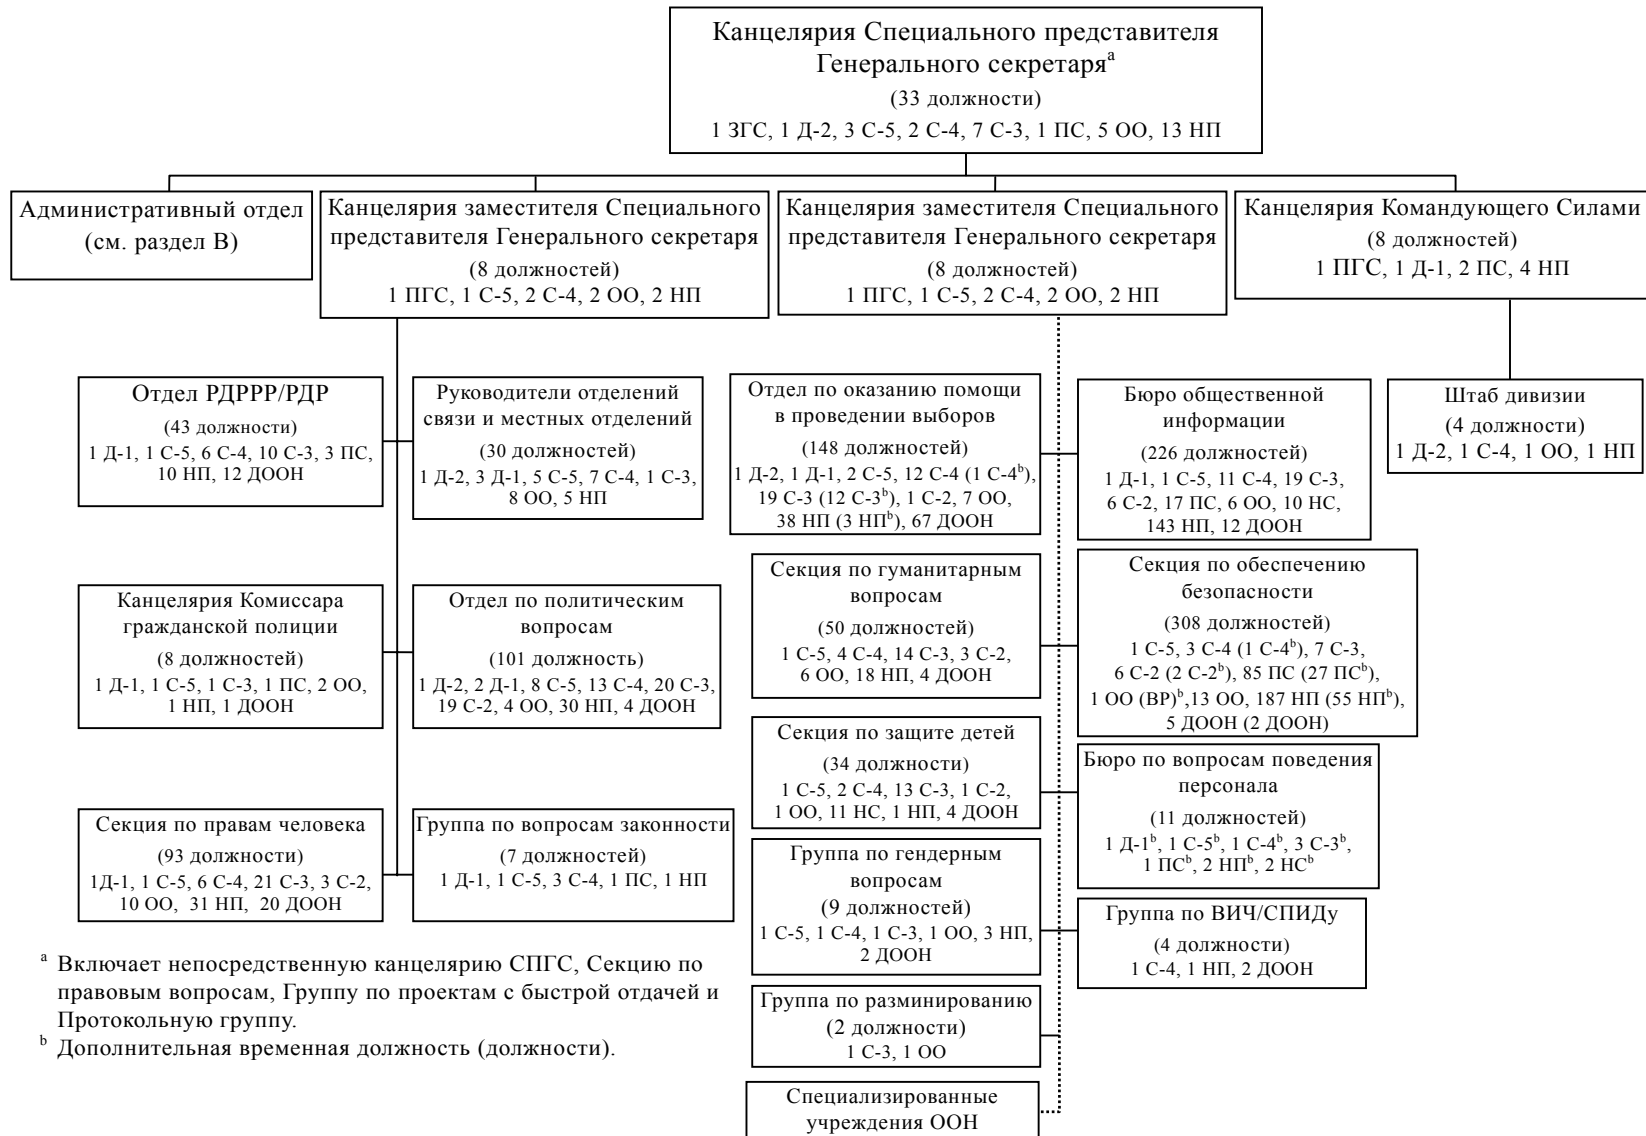 Канцелярия Специального представителя
Генерального секретаряᵃ
(33 должности)
1 ЗГС, 1 Д-2, 3 С-5, 2 С-4, 7 С-3, 1 ПС, 5 ОО, 13 НП
Административный отдел
(см. раздел В)
Канцелярия заместителя Специального
представителя Генерального секретаря
(8 должностей)
1 ПГС, 1 С-5, 2 С-4, 2 ОО, 2 НП
Канцелярия заместителя Специального
представителя Генерального секретаря
(8 должностей)
1 ПГС, 1 С-5, 2 С-4, 2 ОО, 2 НП
Канцелярия Командующего Силами
(8 должностей)
1 ПГС, 1 Д-1, 2 ПС, 4 НП
Отдел РДРРР/РДР
(43 должности)
1 Д-1, 1 С-5, 6 С-4, 10 С-3, 3 ПС,
10 НП, 12 ДООН
Руководители отделений
связи и местных отделений
(30 должностей)
1 Д-2, 3 Д-1, 5 С-5, 7 С-4, 1 С-3,
8 ОО, 5 НП
Отдел по оказанию помощи
в проведении выборов
(148 должностей)
1 Д-2, 1 Д-1, 2 С-5, 12 С-4 (1 С-4ᵇ),
19 С-3 (12 С-3ᵇ), 1 С-2, 7 ОО,
38 НП (3 НПᵇ), 67 ДООН
Бюро общественной
информации
(226 должностей)
1 Д-1, 1 С-5, 11 С-4, 19 С-3,
6 С-2, 17 ПС, 6 ОО, 10 НС,
143 НП, 12 ДООН
Штаб дивизии
(4 должности)
1 Д-2, 1 С-4, 1 ОО, 1 НП
Канцелярия Комиссара
гражданской полиции
(8 должностей)
1 Д-1, 1 С-5, 1 С-3, 1 ПС, 2 ОО,
1 НП, 1 ДООН
Отдел по политическим
вопросам
(101 должность)
1 Д-2, 2 Д-1, 8 С-5, 13 С-4, 20 С-3,
19 С-2, 4 ОО, 30 НП, 4 ДООН
Секция по гуманитарным
вопросам
(50 должностей)
1 С-5, 4 С-4, 14 С-3, 3 С-2,
6 ОО, 18 НП, 4 ДООН
Секция по обеспечению
безопасности
(308 должностей)
1 С-5, 3 С-4 (1 С-4ᵇ), 7 С-3,
6 С-2 (2 С-2ᵇ), 85 ПС (27 ПСᵇ),
1 ОО (ВР)ᵇ,13 ОО, 187 НП (55 НПᵇ),
5 ДООН (2 ДООН)
Секция по защите детей
(34 должности)
1 С-5, 2 С-4, 13 С-3, 1 С-2,
1 ОО, 11 НС, 1 НП, 4 ДООН
Бюро по вопросам поведения
персонала
(11 должностей)
1 Д-1ᵇ, 1 С-5ᵇ, 1 С-4ᵇ, 3 С-3ᵇ,
1 ПСᵇ, 2 НПᵇ, 2 НСᵇ
Секция по правам человека
(93 должности)
1Д-1, 1 С-5, 6 С-4, 21 С-3, 3 С-2,
10 ОО, 31 НП, 20 ДООН
Группа по вопросам законности
(7 должностей)
1 Д-1, 1 С-5, 3 С-4, 1 ПС, 1 НП
Группа по гендерным
вопросам
(9 должностей)
1 С-5, 1 С-4, 1 С-3, 1 ОО, 3 НП,
2 ДООН
Группа по ВИЧ/СПИДу
(4 должности)
1 С-4, 1 НП, 2 ДООН
Группа по разминированию
(2 должности)
1 С-3, 1 ОО
Специализированные
учреждения ООН
ᵃ Включает непосредственную канцелярию СПГС, Секцию по
правовым вопросам, Группу по проектам с быстрой отдачей и
Протокольную группу.
ᵇ Дополнительная временная должность (должности).